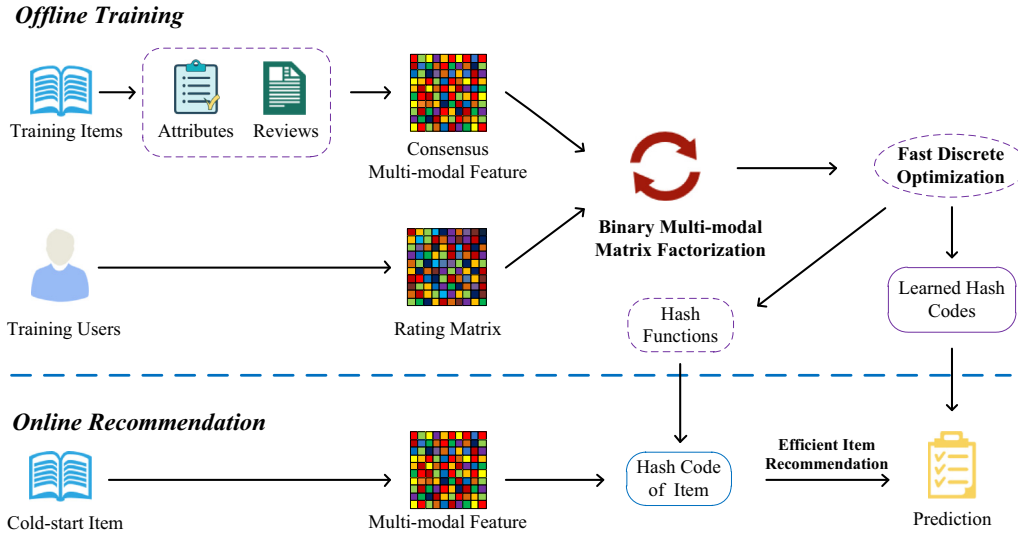 Offline Training
Training Items
Attributes
Reviews
Consensus
Multi-modal Feature
Binary Multi-modal
Matrix Factorization
Fast Discrete
Optimization
Training Users
Rating Matrix
Hash
Functions
Learned Hash
Codes
Online Recommendation
Cold-start Item
Multi-modal Feature
Hash Code
of Item
Efficient Item
Recommendation
Prediction